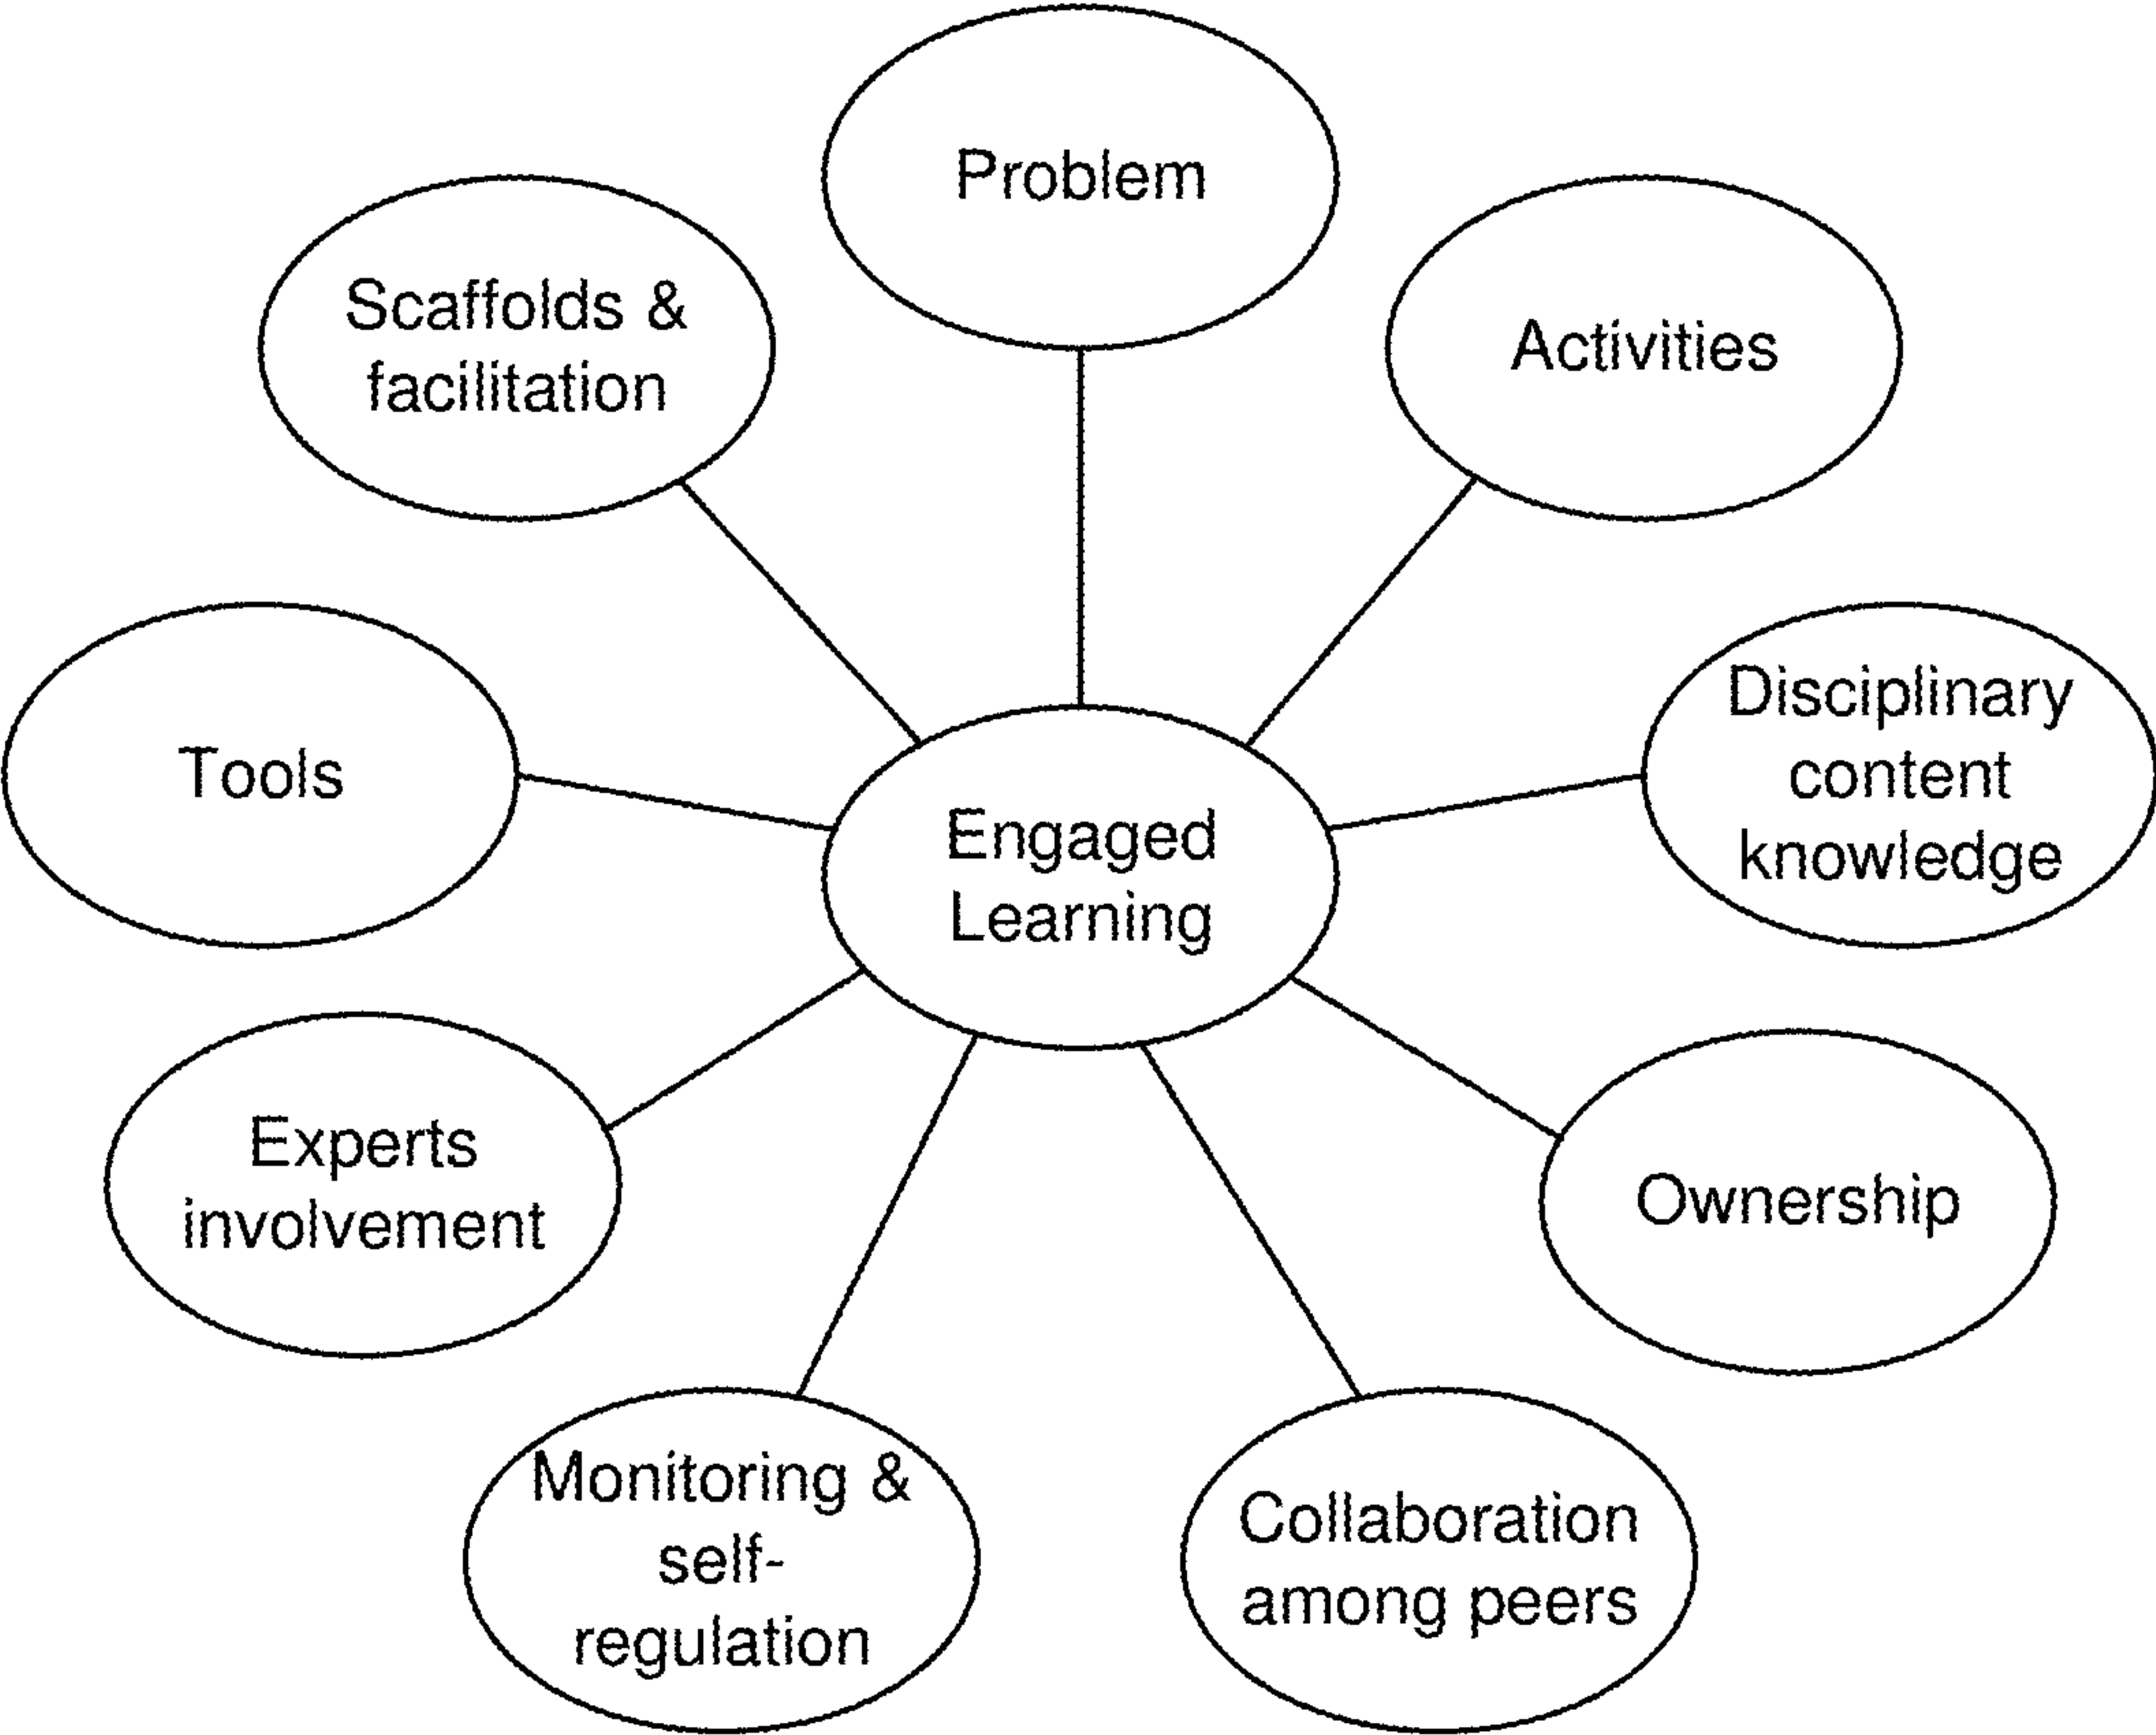 Problem
Scaffolds &
facilitation
Activities
Tools
Disciplinary
content
knowledge
Engaged
Learning
Experts
involvement
Ownership
Monitoring &
self-
regulation
Collaboration
among peers